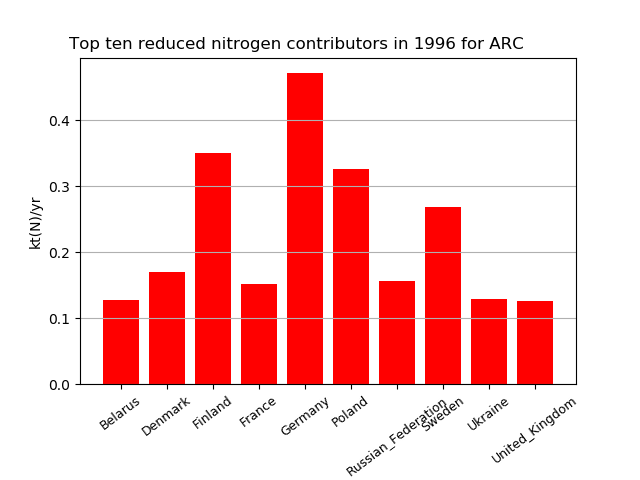 Top ten reduced nitrogen contributors in 1996 for ARC
kt(N)/yr
0.4
0.3
0.2
0.1
0.0
Belarus
Denmark
Finland
France
Germany
Poland
Russian_Federation
Sweden
Ukraine
United_Kingdom